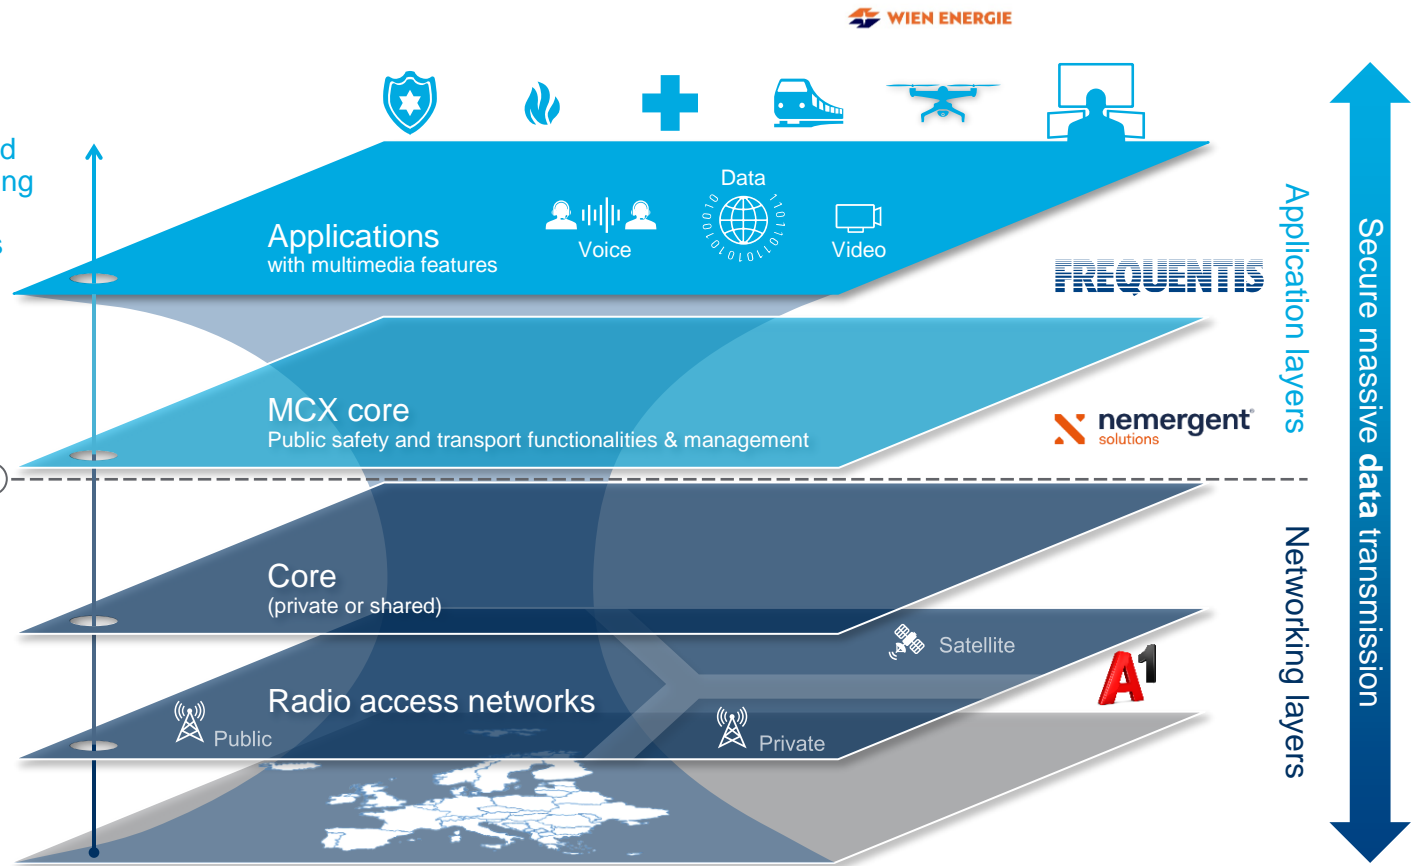 WIEN ENERGIE
Data
Applications
with multimedia features
Voice
Video
FREQUENTIS
MCX core
Public safety and transport functionalities & management
nemergent
solutions
Application layers
Secure massive data transmission
Core
(private or shared)
Satellite
A1
Radio access networks
Public
Private
Networking layers